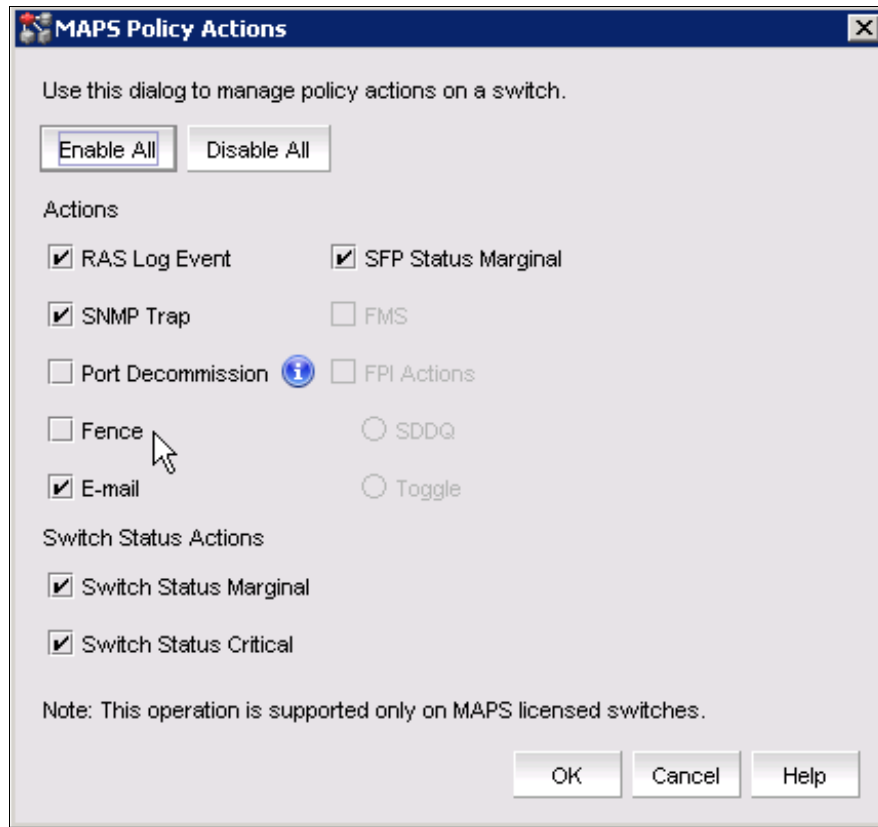 MAPS Policy Actions
Use this dialog to manage policy actions on a switch.
Enable All Disable All
Actions
RAS Log Event SFP Status Marginal
SNMP Trap FMS
Port Decommission FPI Actions
Fence SDDQ
E-mail Toggle
Switch Status Actions
Switch Status Marginal
Switch Status Critical
Note: This operation is supported only on MAPS licensed switches.
OK Cancel Help